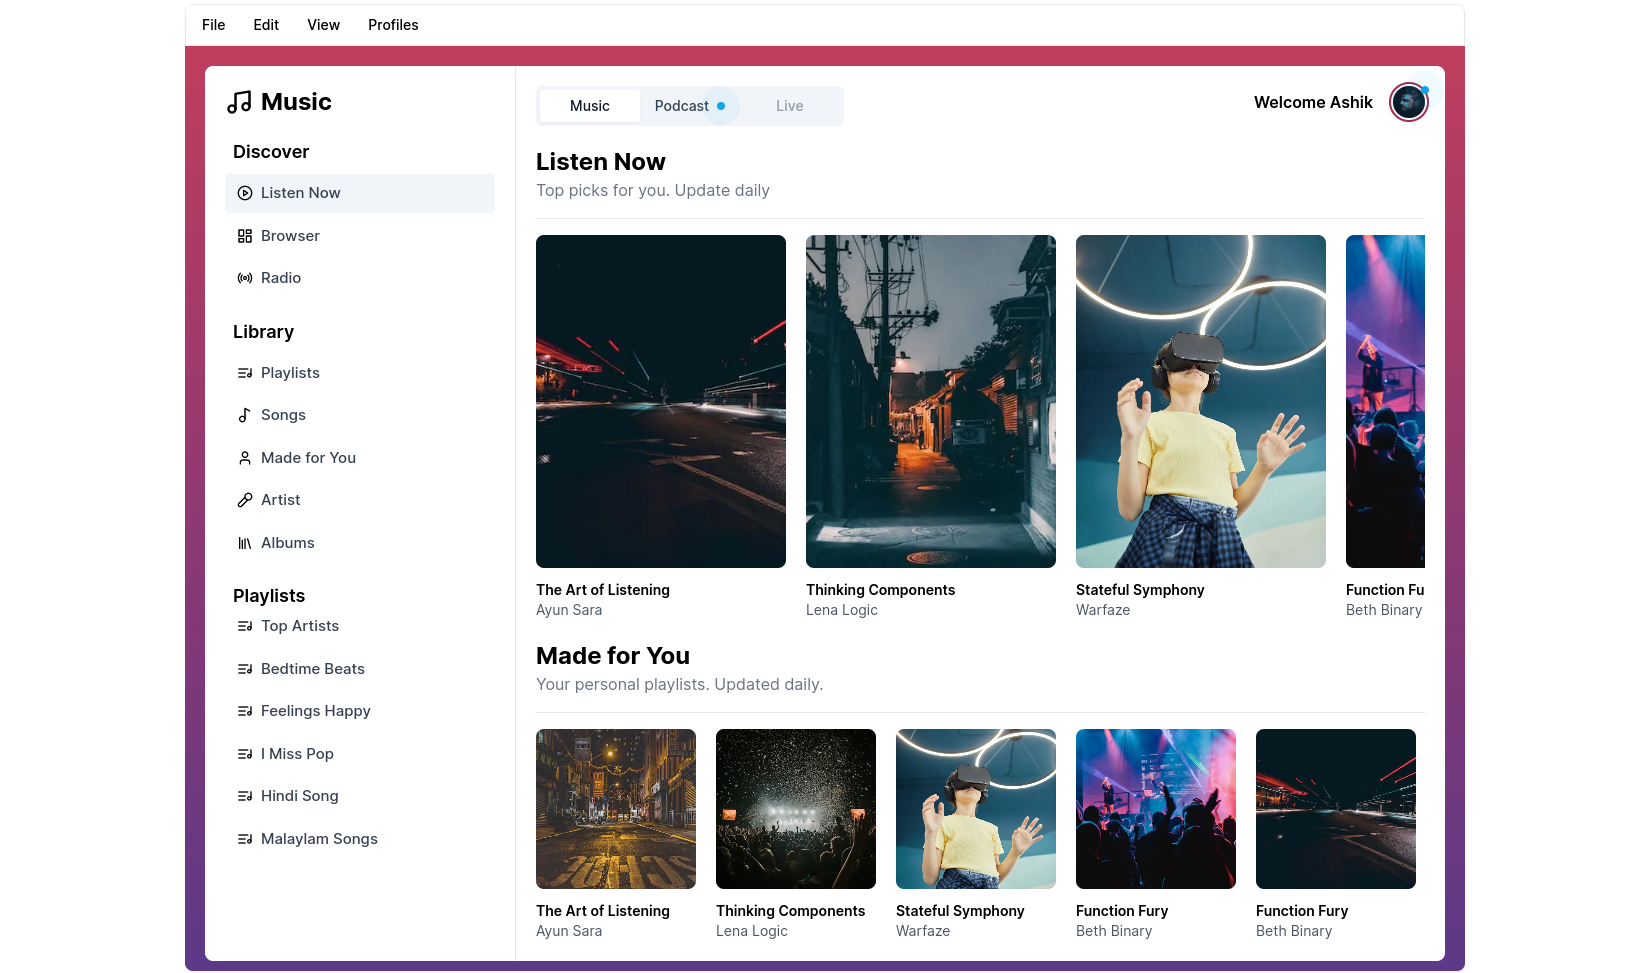 File Edit View Profiles
Music
Discover
Listen Now
Browser
Radio
Library
Playlists
Songs
Made for You
Artist
Albums
Playlists
Top Artists
Bedtime Beats
Feelings Happy
I Miss Pop
Hindi Song
Malaylam Songs
Music Podcast Live
Welcome Ashik
Listen Now
Top picks for you. Update daily
The Art of Listening
Ayun Sara
Thinking Components
Lena Logic
Stateful Symphony
Warfaze
Function Fu
Beth Binary
Made for You
Your personal playlists. Updated daily.
The Art of Listening
Ayun Sara
Thinking Components
Lena Logic
Stateful Symphony
Warfaze
Function Fury
Beth Binary
Function Fury
Beth Binary